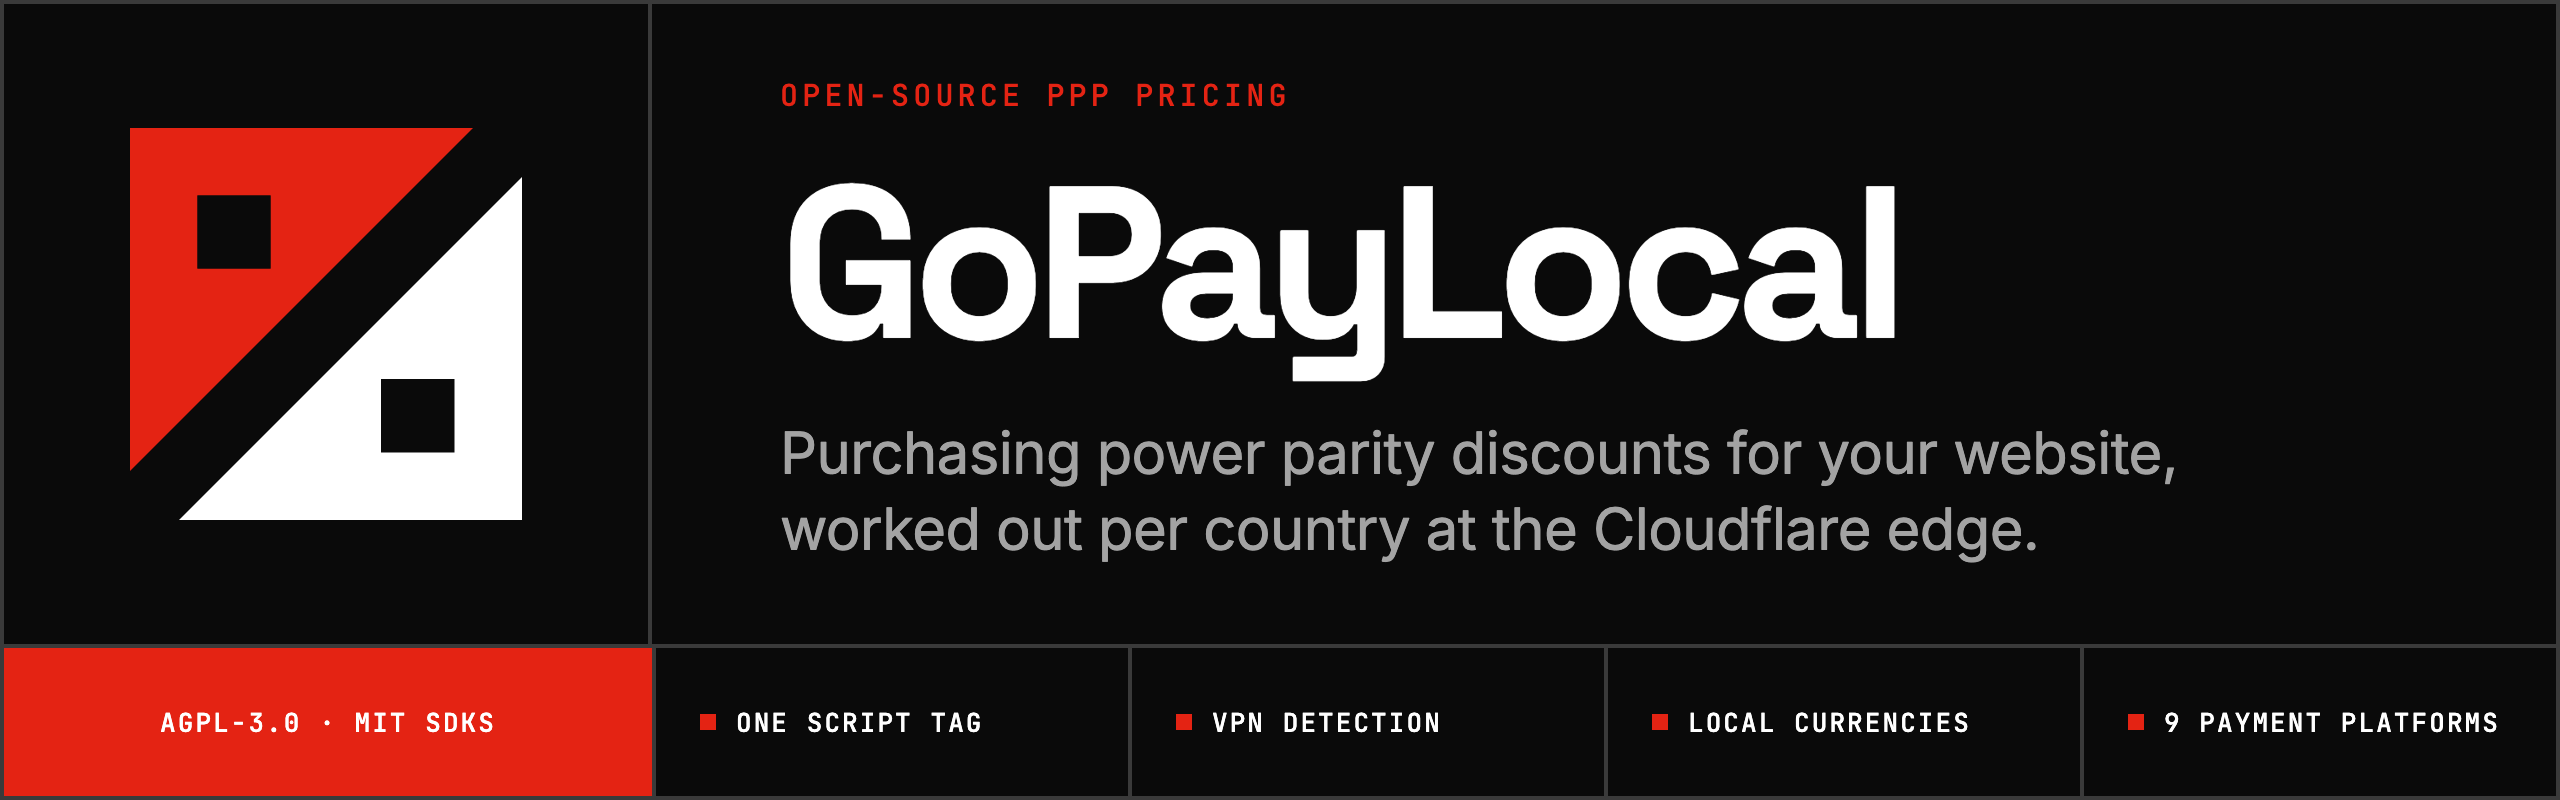 OPEN-SOURCE PPP PRICING
GoPayLocal
Purchasing power parity discounts for your website,
worked out per country at the Cloudflare edge.
AGPL-3.0 · MIT SDKS
ONE SCRIPT TAG
VPN DETECTION
LOCAL CURRENCIES
9 PAYMENT PLATFORMS